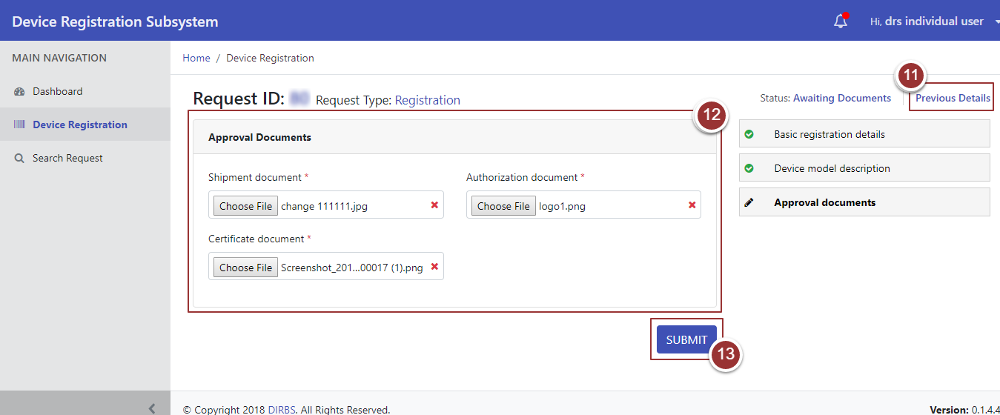 Device Registration Subsystem
Hi, drs individual user
MAIN NAVIGATION
Dashboard
Device Registration
Search Request
Home / Device Registration
11
Request ID: Request Type: Registration
Status: Awaiting Documents
Previous Details
12
Approval Documents
Shipment document *
Choose File change 111111.jpg
Authorization document *
Choose File logo1.png
Certificate document *
Choose File Screenshot_201...00017 (1).png
Basic registration details
Device model description
Approval documents
SUBMIT
13
© Copyright 2018 DIRBS. All Rights Reserved.
Version: 0.1.4.4